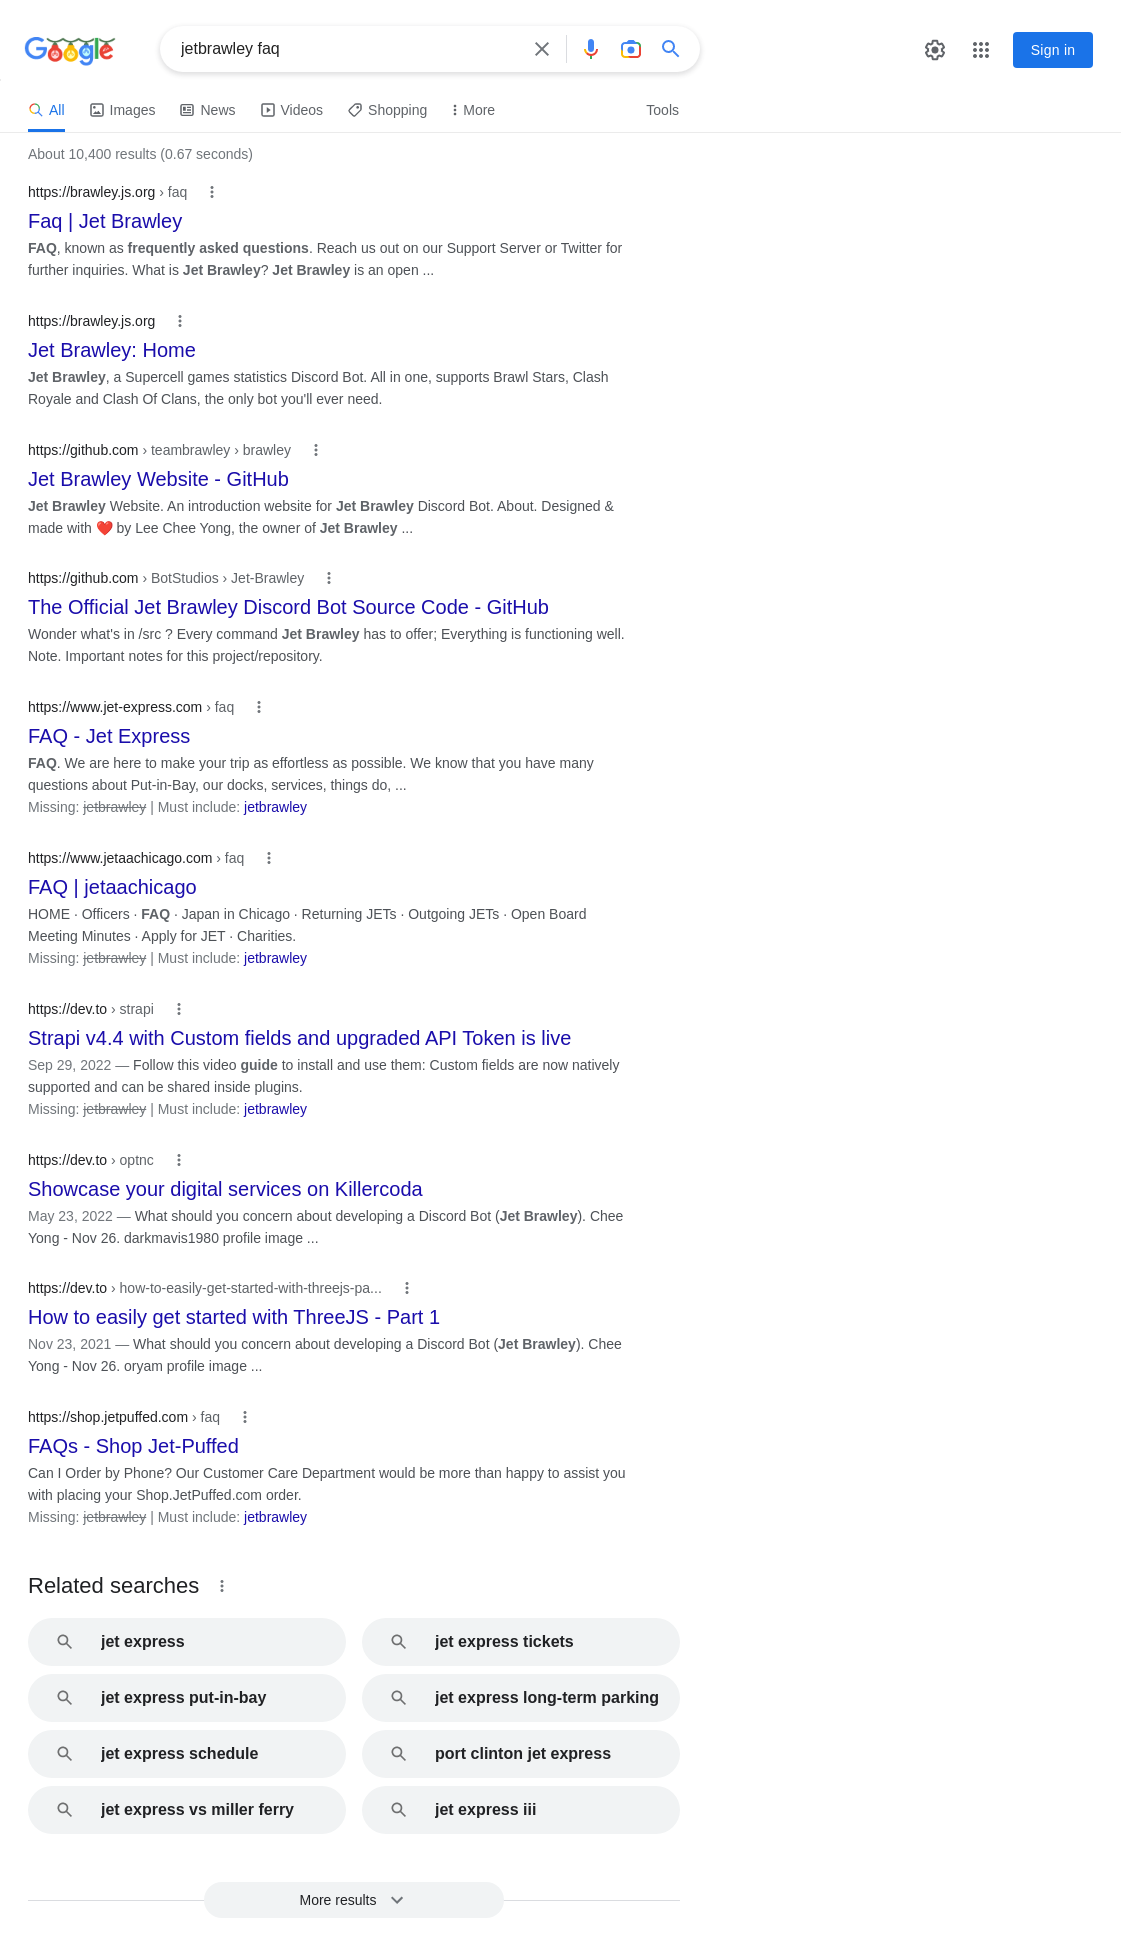 Google
jetbrawley faq
Sign in
All
Images
News
Videos
Shopping
More
Tools
About 10,400 results (0.67 seconds)
https://brawley.js.org › faq
Faq | Jet Brawley
FAQ, known as frequently asked questions. Reach us out on our Support Server or Twitter for
further inquiries. What is Jet Brawley? Jet Brawley is an open ...
https://brawley.js.org
Jet Brawley: Home
Jet Brawley, a Supercell games statistics Discord Bot. All in one, supports Brawl Stars, Clash
Royale and Clash Of Clans, the only bot you'll ever need.
https://github.com › teambrawley › brawley
Jet Brawley Website - GitHub
Jet Brawley Website. An introduction website for Jet Brawley Discord Bot. About. Designed &
made with ❤️ by Lee Chee Yong, the owner of Jet Brawley ...
https://github.com › BotStudios › Jet-Brawley
The Official Jet Brawley Discord Bot Source Code - GitHub
Wonder what's in /src ? Every command Jet Brawley has to offer; Everything is functioning well.
Note. Important notes for this project/repository.
https://www.jet-express.com › faq
FAQ - Jet Express
FAQ. We are here to make your trip as effortless as possible. We know that you have many
questions about Put-in-Bay, our docks, services, things do, ...
Missing: jetbrawley | Must include: jetbrawley
https://www.jetaachicago.com › faq
FAQ | jetaachicago
HOME · Officers · FAQ · Japan in Chicago · Returning JETs · Outgoing JETs · Open Board
Meeting Minutes · Apply for JET · Charities.
Missing: jetbrawley | Must include: jetbrawley
https://dev.to › strapi
Strapi v4.4 with Custom fields and upgraded API Token is live
Sep 29, 2022 — Follow this video guide to install and use them: Custom fields are now natively
supported and can be shared inside plugins.
Missing: jetbrawley | Must include: jetbrawley
https://dev.to › optnc
Showcase your digital services on Killercoda
May 23, 2022 — What should you concern about developing a Discord Bot (Jet Brawley). Chee
Yong - Nov 26. darkmavis1980 profile image ...
https://dev.to › how-to-easily-get-started-with-threejs-pa...
How to easily get started with ThreeJS - Part 1
Nov 23, 2021 — What should you concern about developing a Discord Bot (Jet Brawley). Chee
Yong - Nov 26. oryam profile image ...
https://shop.jetpuffed.com › faq
FAQs - Shop Jet-Puffed
Can I Order by Phone? Our Customer Care Department would be more than happy to assist you
with placing your Shop.JetPuffed.com order.
Missing: jetbrawley | Must include: jetbrawley
Related searches
jet express
jet express tickets
jet express put-in-bay
jet express long-term parking
jet express schedule
port clinton jet express
jet express vs miller ferry
jet express iii
More results